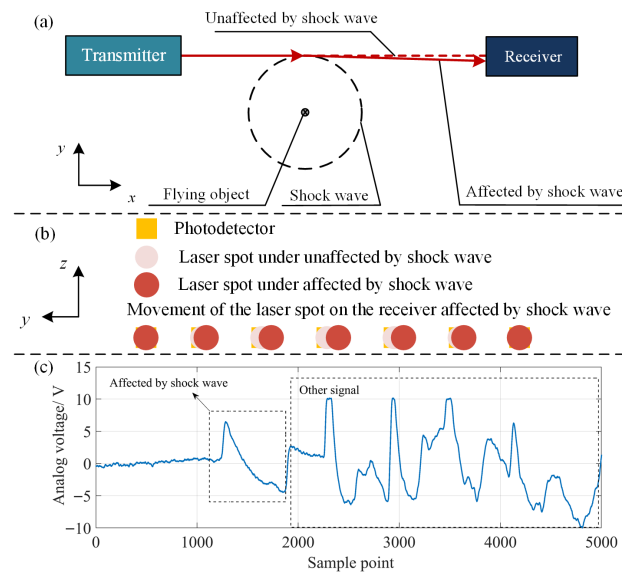 (a)
Unaffected by shock wave
Transmitter
Receiver
y
x
Flying object
Shock wave
Affected by shock wave
(b)
Photodetector
z
Laser spot under unaffected by shock wave
Laser spot under affected by shock wave
Movement of the laser spot on the receiver affected by shock wave
y
(c)
15
Affected by shock wave
Other signal
10
5
0
-5
-10
Analog voltage/ V
0 1000 2000 3000 4000 5000
Sample point